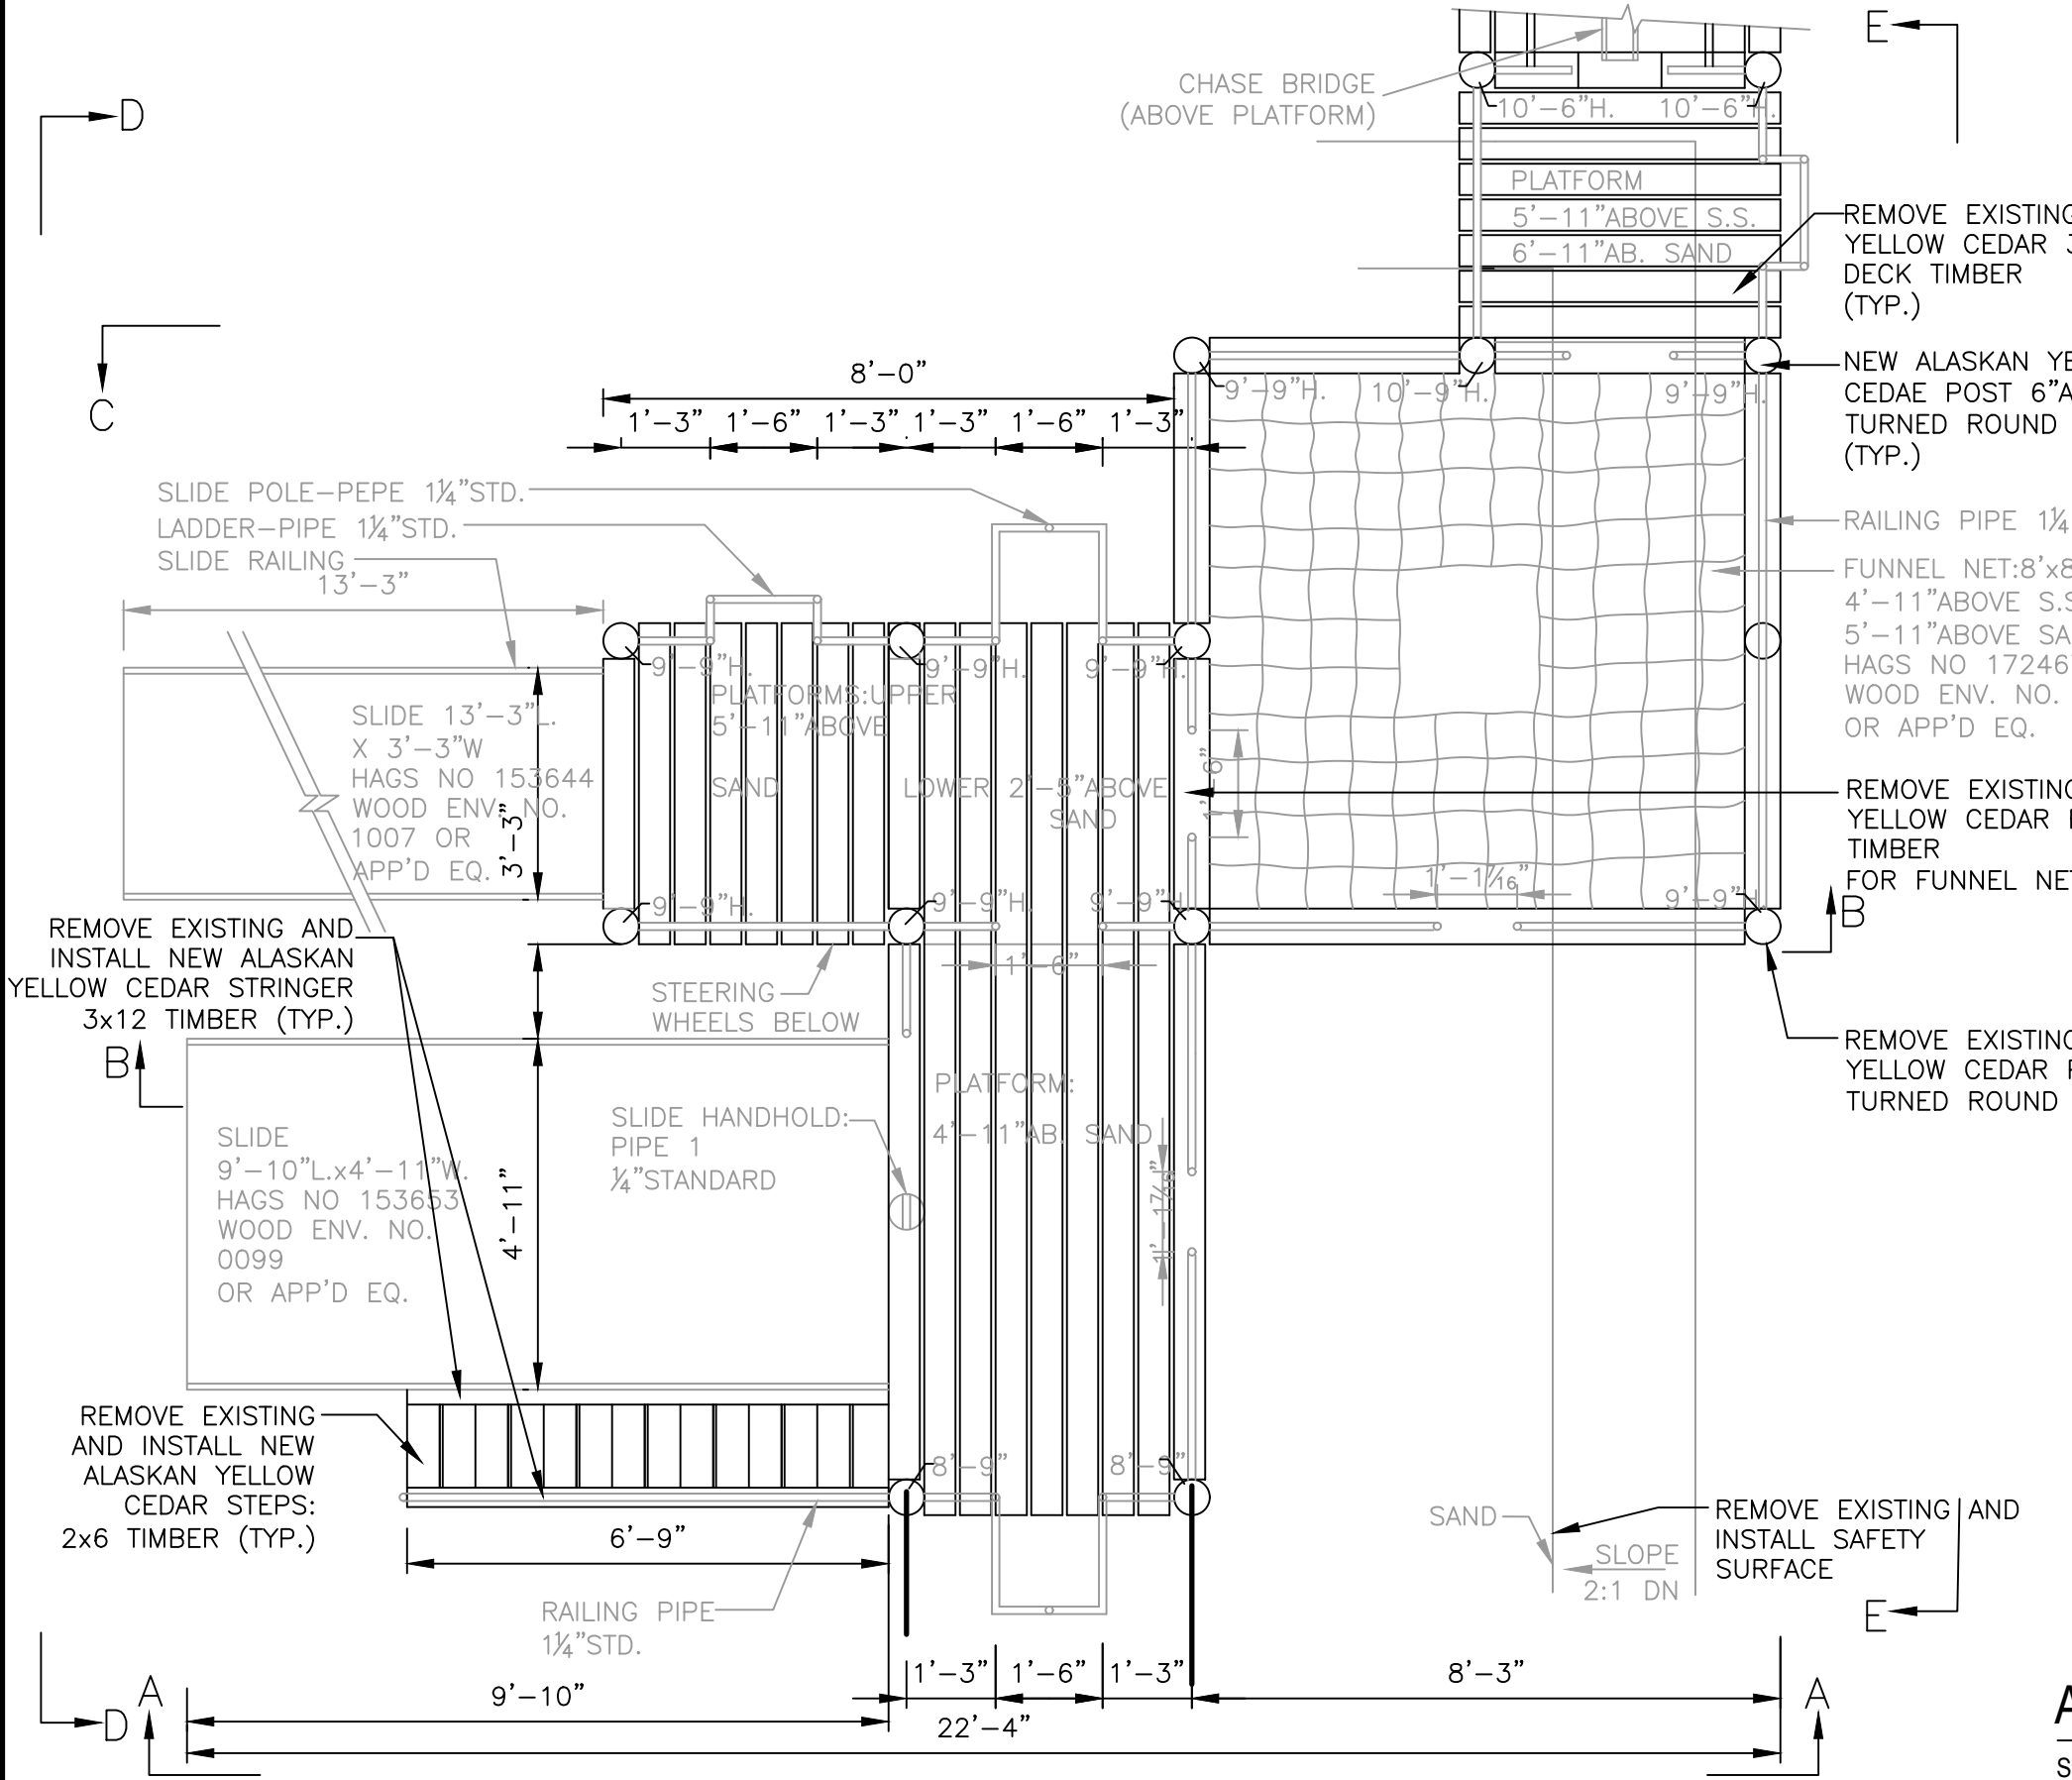 E
D
CHASE BRIDGE
(ABOVE PLATFORM)
10'-6"H.
10'-6"H.
PLATFORM
5'-11"ABOVE S.S.
6'-11"AB. SAND
REMOVE EXISTING
YELLOW CEDAR
DECK TIMBER
(TYP.)
C
NEW ALASKAN
CEDAE POST
TURNED ROUND
(TYP.)
8'-0"
1'-3"
1'-6"
1'-3"
1'-3"
1'-6"
1'-3"
9'-9"H.
10'-9"H.
9'-9"H.
SLIDE POLE-PEPE 1¼"STD.
LADDER-PIPE 1¼"STD.
SLIDE RAILING
13'-3"
RAILING PIPE 1¼
FUNNEL NET:8'x8
4'-11"ABOVE S.S
5'-11"ABOVE
HAGS NO 17246
WOOD ENV. NO.
OR APP'D EQ.
9'-9"H.
9'-9"H.
9'-9"H.
PLATFORMS:UPPER
5'-11"ABOVE
SAND
LOWER 2'-5"ABOVE
SAND
SLIDE 13'-3"L.
X 3'-3"W
HAGS NO 153644
WOOD ENV. NO.
1007 OR
APP'D EQ.
3'-3"
1'-6"
REMOVE EXISTING
YELLOW CEDAR
TIMBER
FOR FUNNEL NET
1'-1⁷⁄₁₆"
9'-9"H.
9'-9"H.
9'-9"H.
9'-9"H.
B
REMOVE EXISTING AND
INSTALL NEW ALASKAN
YELLOW CEDAR STRINGER
3x12 TIMBER (TYP.)
1'-6"
STEERING
WHEELS BELOW
B
REMOVE EXISTING
YELLOW CEDAR
TURNED ROUND
PLATFORM:
4'-11"AB. SAND
SLIDE HANDHOLD:
PIPE 1
¼"STANDARD
SLIDE
9'-10"L.x4'-11"W.
HAGS NO 153653
WOOD ENV. NO.
0099
OR APP'D EQ.
4'-11"
1'-1⁷⁄₁₆"
REMOVE EXISTING
AND INSTALL NEW
ALASKAN YELLOW
CEDAR STEPS:
2x6 TIMBER (TYP.)
8'-9"
8'-9"
6'-9"
RAILING PIPE
1¼"STD.
SAND
SLOPE
2:1 DN
REMOVE EXISTING AND
INSTALL SAFETY
SURFACE
E
1'-3"
1'-6"
1'-3"
8'-3"
9'-10"
22'-4"
D
A
A